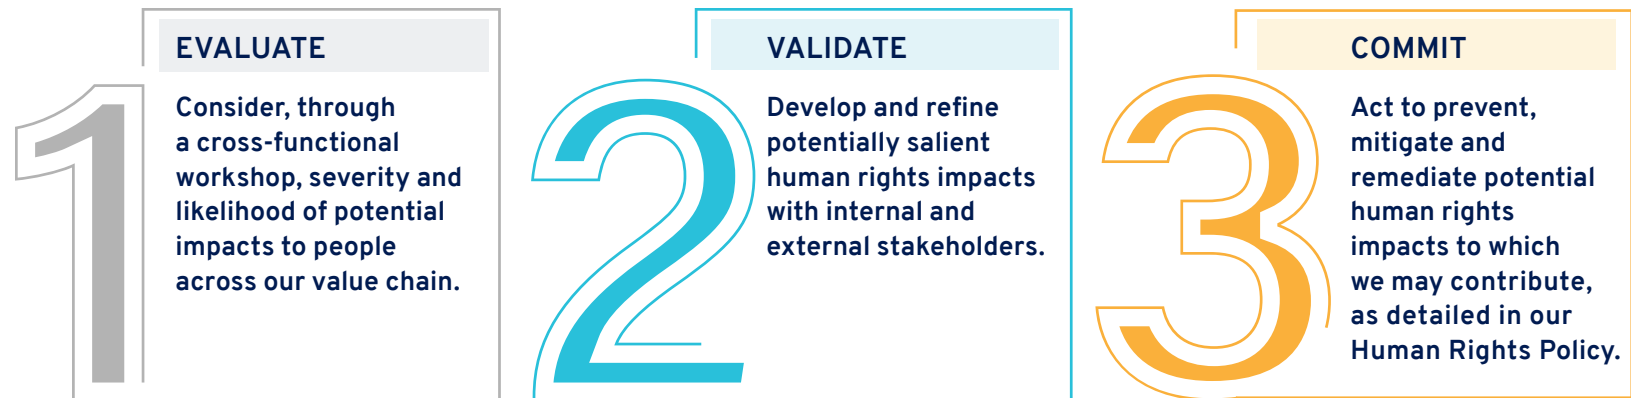 1
EVALUATE
Consider, through
a cross-functional
workshop, severity and
likelihood of potential
impacts to people
across our value chain.
2
VALIDATE
Develop and refine
potentially salient
human rights impacts
with internal and
external stakeholders.
3
COMMIT
Act to prevent,
mitigate and
remediate potential
human rights
impacts to which
we may contribute,
as detailed in our
Human Rights Policy.